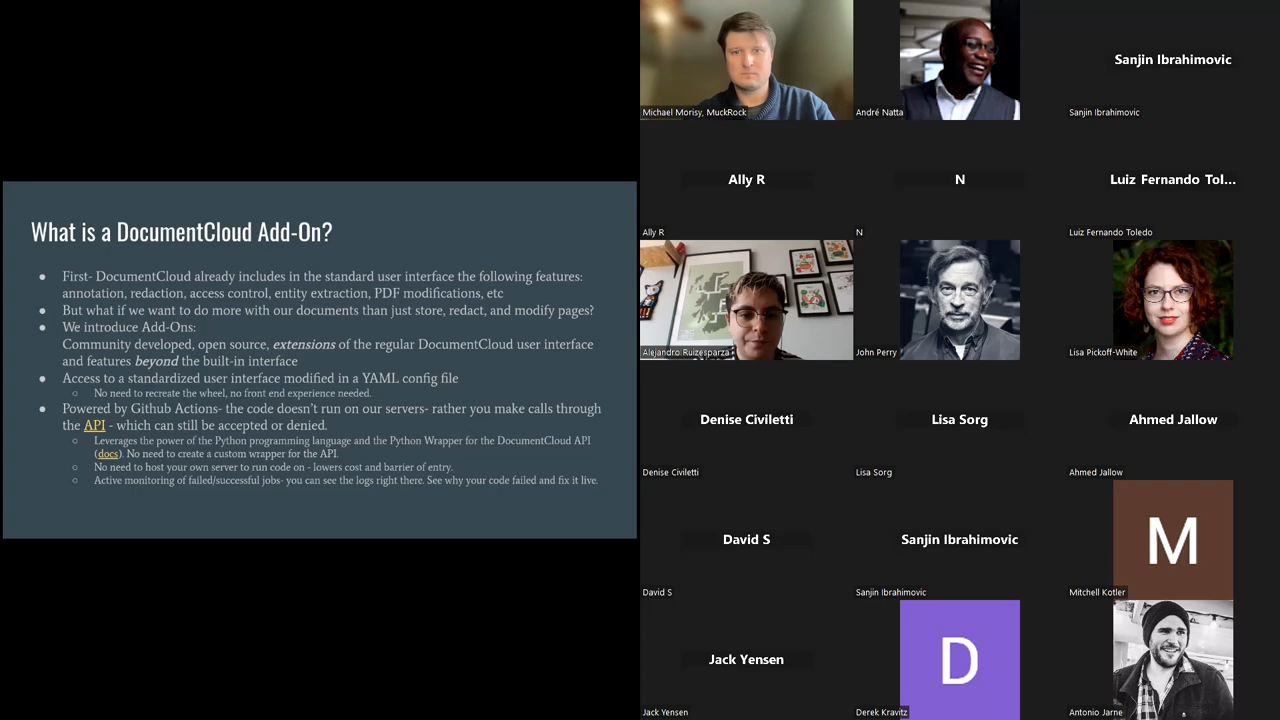 What is a DocumentCloud Add-On?
● First- DocumentCloud already includes in the standard user interface the following features:
annotation, redaction, access control, entity extraction, PDF modifications, etc
● But what if we want to do more with our documents than just store, redact, and modify pages?
● We introduce Add-Ons:
Community developed, open source, extensions of the regular DocumentCloud user interface
and features beyond the built-in interface
● Access to a standardized user interface modified in a YAML config file
○ No need to recreate the wheel, no front end experience needed.
● Powered by Github Actions- the code doesn't run on our servers- rather you make calls through
the API - which can still be accepted or denied.
○ Leverages the power of the Python programming language and the Python Wrapper for the DocumentCloud API
(docs). No need to create a custom wrapper for the API.
○ No need to host your own server to run code on - lowers cost and barrier of entry.
○ Active monitoring of failed/successful jobs- you can see the logs right there. See why your code failed and fix it live.
Michael Morisy, MuckRock
André Natta
Sanjin Ibrahimovic
Sanjin Ibrahimovic
Ally R
Ally R
N
N
Luiz Fernando Tol...
Luiz Fernando Toledo
Alejandro Ruizesparza
John Perry
Lisa Pickoff-White
Denise Civiletti
Denise Civiletti
Lisa Sorg
Lisa Sorg
Ahmed Jallow
Ahmed Jallow
David S
David S
Sanjin Ibrahimovic
Sanjin Ibrahimovic
M
Mitchell Kotler
Jack Yensen
Jack Yensen
D
Derek Kravitz
Antonio Jarne